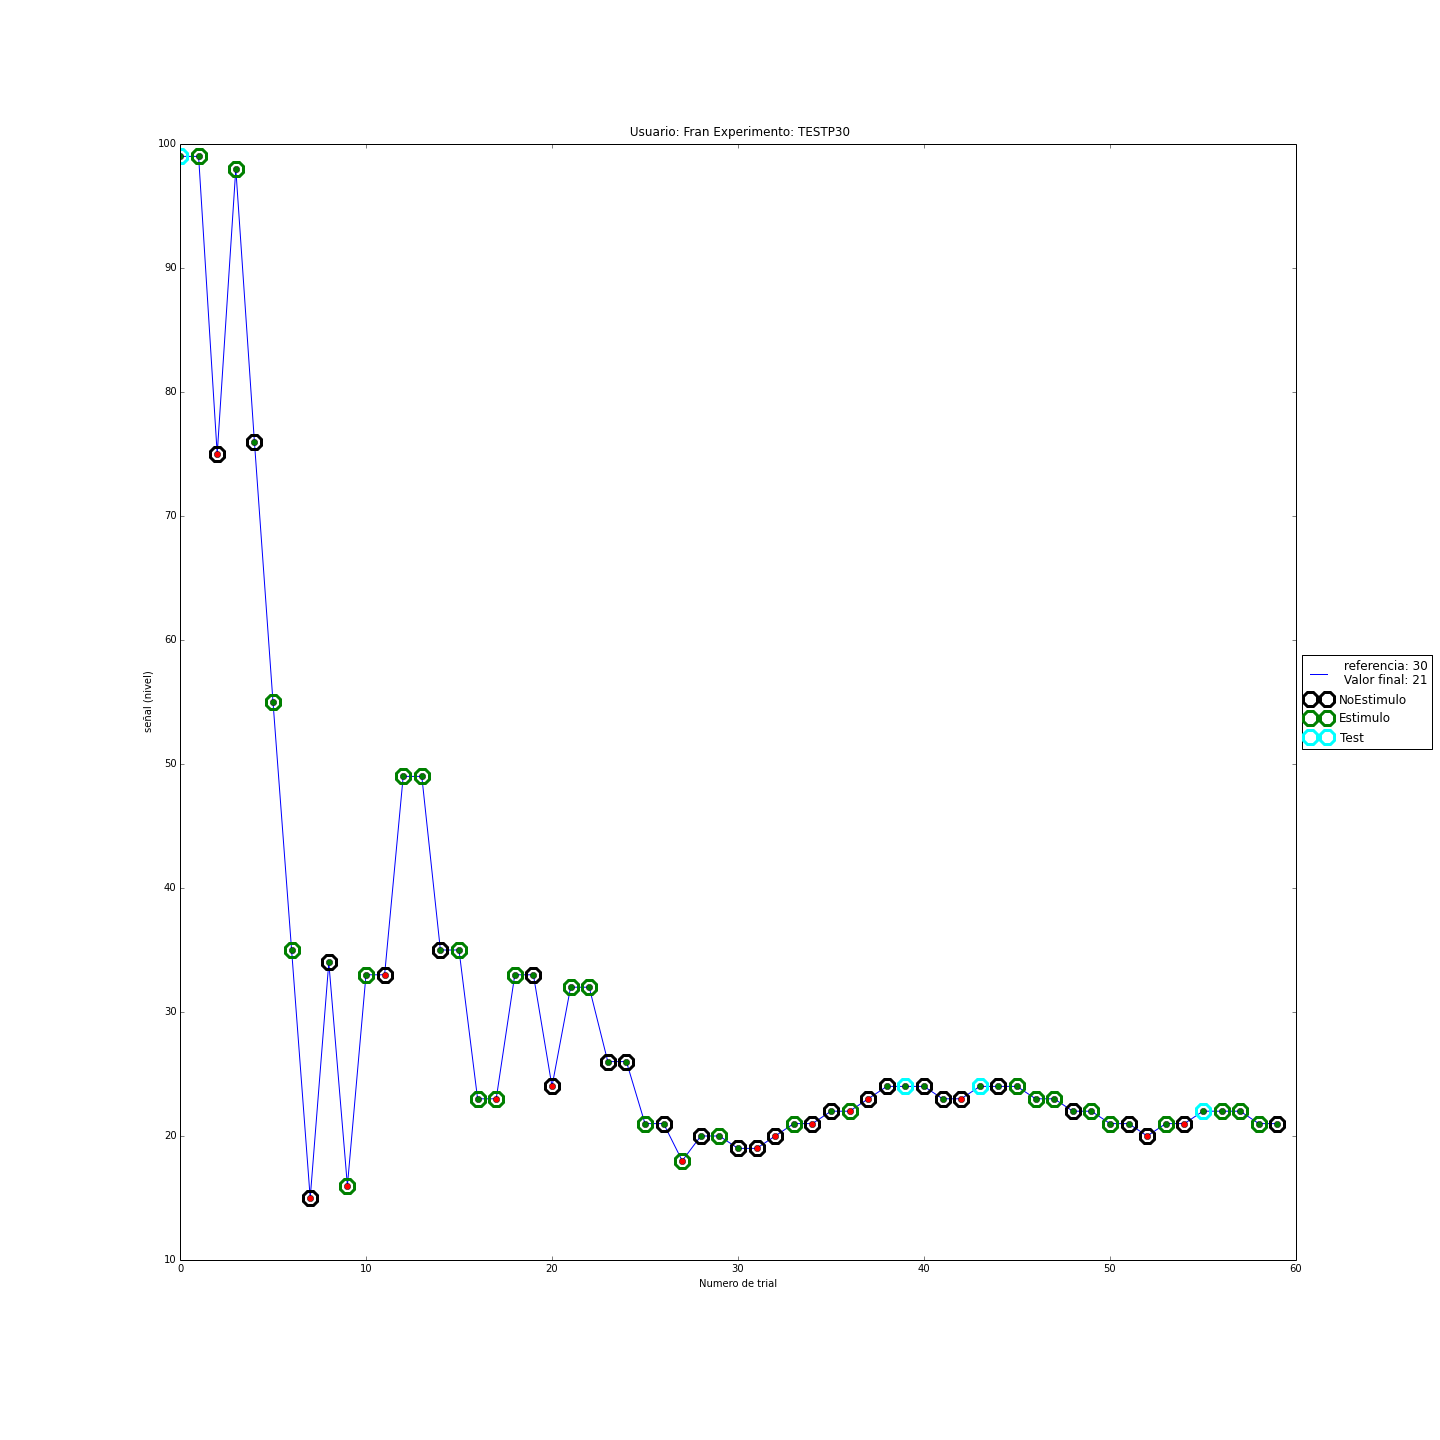 Usuario: Fran Experimento: TESTP30
100
90
80
70
60
50
40
30
20
10
señal (nivel)
0 10 20 30 40 50 60
Numero de trial
referencia: 30
Valor final: 21
NoEstimulo
Estimulo
Test